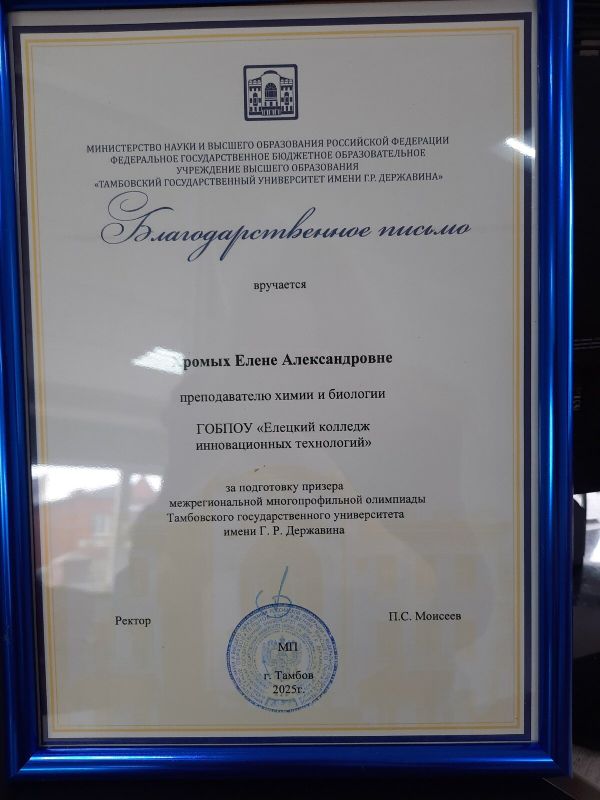 МИНИСТЕРСТВО НАУКИ И ВЫСШЕГО ОБРАЗОВАНИЯ РОССИЙСКОЙ ФЕДЕРАЦИИ
ФЕДЕРАЛЬНОЕ ГОСУДАРСТВЕННОЕ БЮДЖЕТНОЕ ОБРАЗОВАТЕЛЬНОЕ
УЧРЕЖДЕНИЕ ВЫСШЕГО ОБРАЗОВАНИЯ
«ТАМБОВСКИЙ ГОСУДАРСТВЕННЫЙ УНИВЕРСИТЕТ ИМЕНИ Г.Р. ДЕРЖАВИНА»
Благодарственное письмо
вручается
Елене Александровне
преподавателю химии и биологии
ГОБПОУ «Елецкий колледж
инновационных технологий»
за подготовку призера
межрегиональной многопрофильной олимпиады
Тамбовского государственного университета
имени Г. Р. Державина
Ректор П.С. Моисеев
МП
г. Тамбов
2025г.